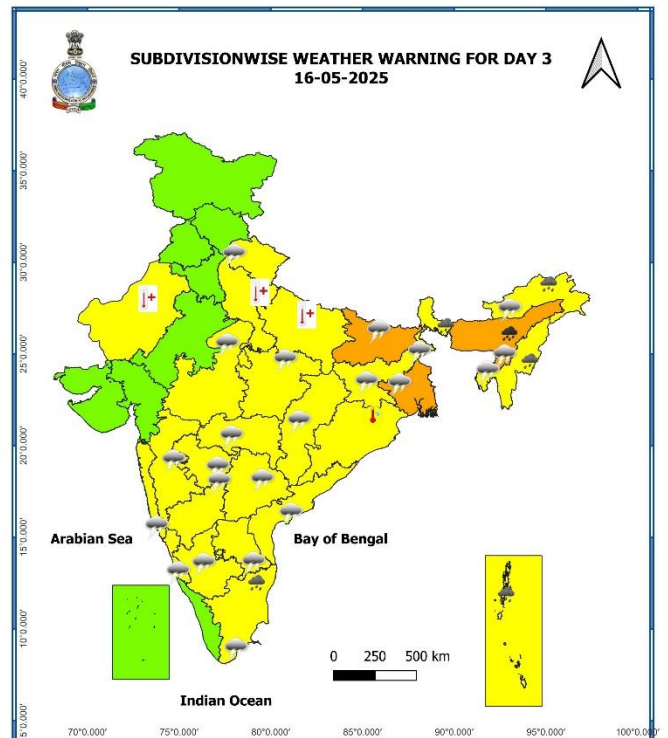 SUBDIVISIONWISE WEATHER WARNING FOR DAY 3
16-05-2025
40°0.000'
35°0.000'
30°0.000'
25°0.000'
20°0.000'
15°0.000'
10°0.000'
5°0.000'
Arabian Sea
Bay of Bengal
0 250 500 km
Indian Ocean
70°0.000' 75°0.000' 80°0.000' 85°0.000' 90°0.000' 95°0.000' 100°0.000'